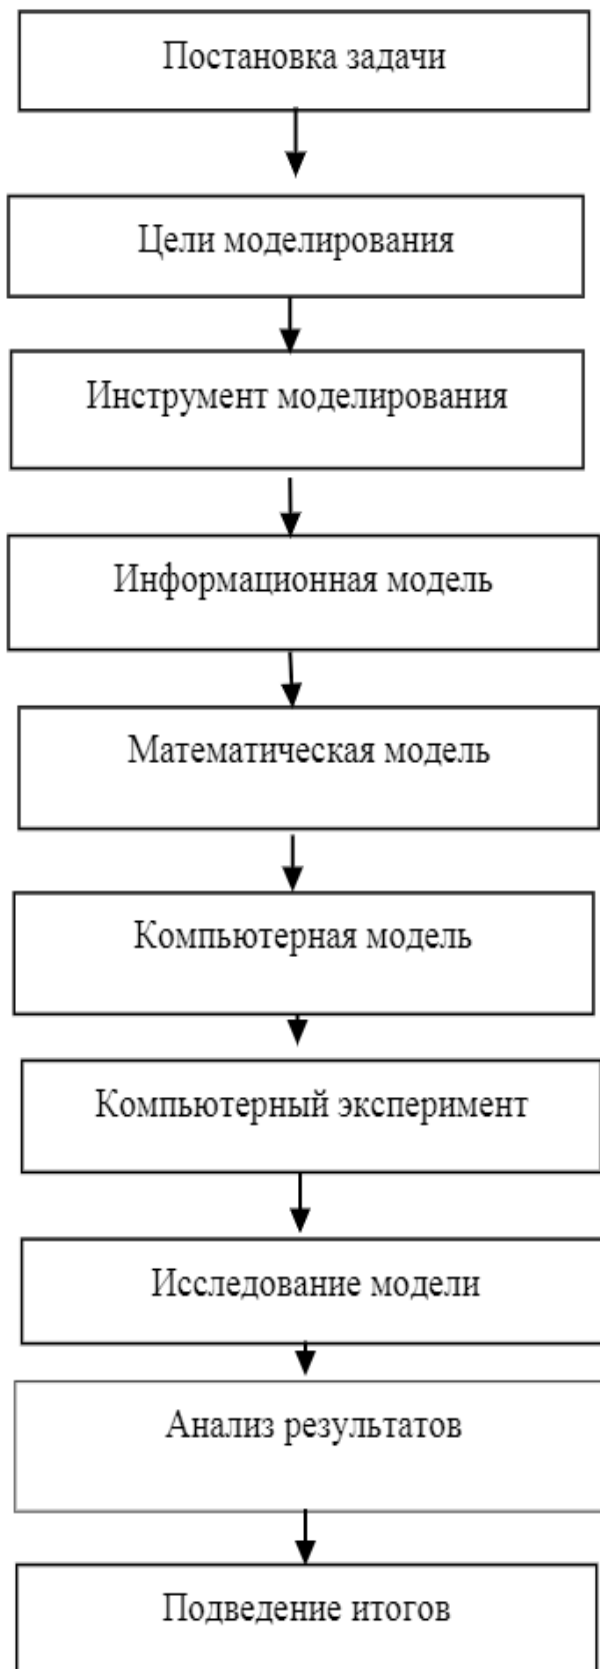 Постановка задачи
Цели моделирования
Инструмент моделирования
Информационная модель
Математическая модель
Компьютерная модель
Компьютерный эксперимент
Исследование модели
Анализ результатов
Подведение итогов